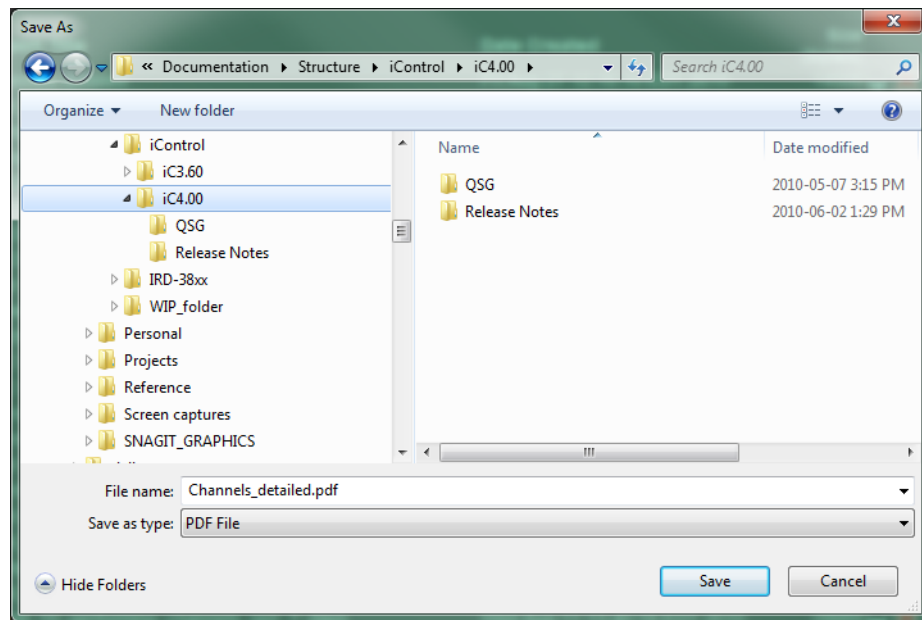 Save As
« Documentation Structure iControl iC4.00
Search iC4.00
Organize New folder
Name Date modified
iControl
iC3.60
iC4.00
QSG
Release Notes
IRD-38xx
WIP_folder
Personal
Projects
Reference
Screen captures
SNAGIT_GRAPHICS
QSG 2010-05-07 3:15 PM
Release Notes 2010-06-02 1:29 PM
File name: Channels_detailed.pdf
Save as type: PDF File
Hide Folders
Save Cancel